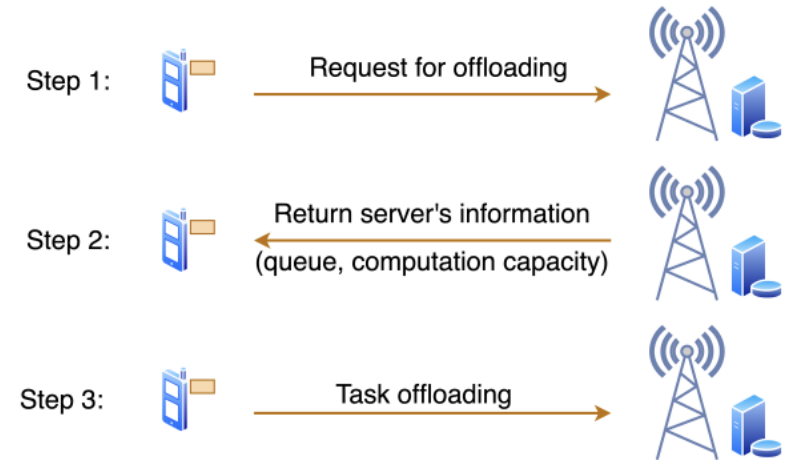 Step 1:
Request for offloading
Step 2:
Return server's information
(queue, computation capacity)
Step 3:
Task offloading